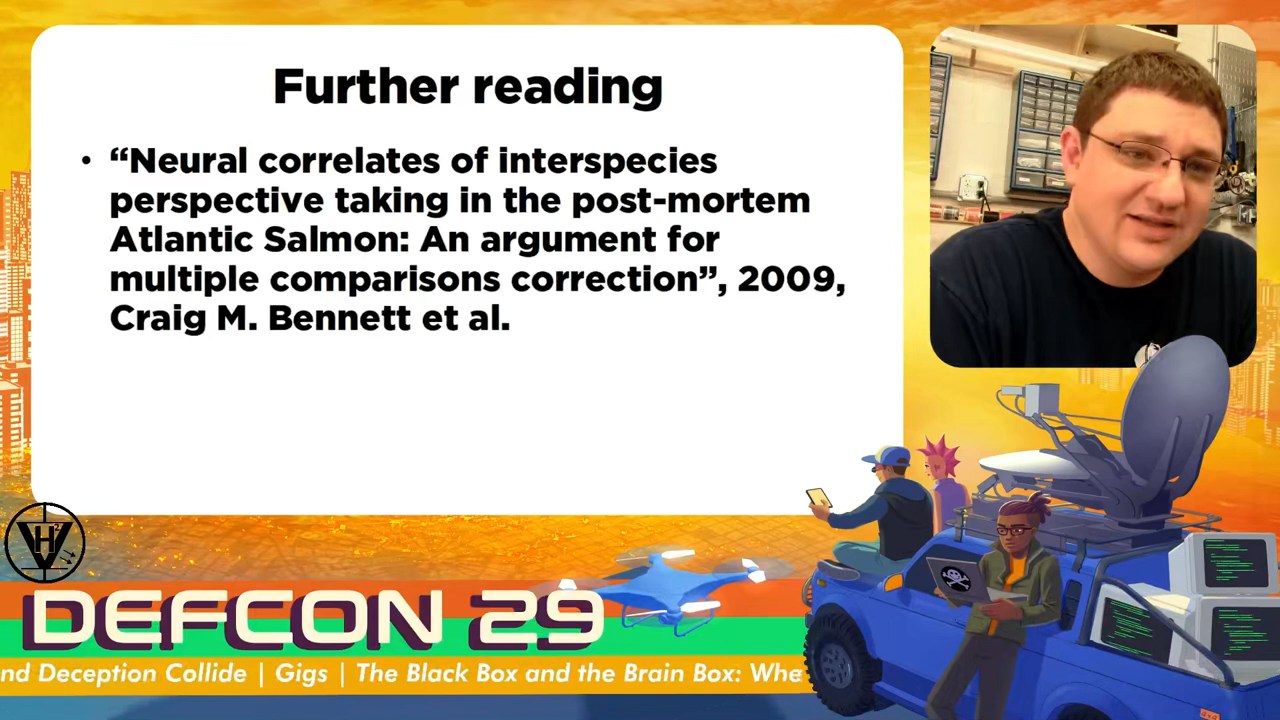 Further reading
• “Neural correlates of interspecies
perspective taking in the post-mortem
Atlantic Salmon: An argument for
multiple comparisons correction”, 2009,
Craig M. Bennett et al.
H²
V
DEFCON 29
nd Deception Collide | Gigs | The Black Box and the Brain Box: Whe